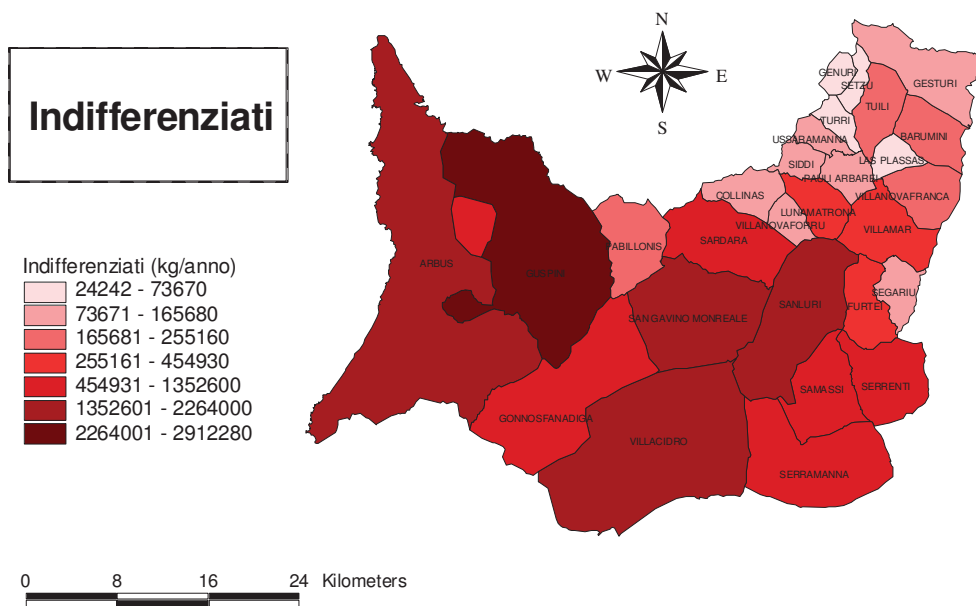 Indifferenziati
N
W E
S
GENURI
SETZU
GESTURI
TUILI
TURRI
USSARAMANNA
BARUMINI
LAS PLASSAS
SIDDI
PAULI ARBAREI
COLLINAS
VILLANOVAFRANCA
LUNAMATRONA
VILLANOVAFORRU
VILLAMAR
PABILLONIS
SARDARA
ARBUS
GUSPINI
SEGARIU
SANLURI
FURTEI
SAN GAVINO MONREALE
SAMASSI
SERRENTI
GONNOSFANADIGA
VILLACIDRO
SERRAMANNA
Indifferenziati (kg/anno)
24242 - 73670
73671 - 165680
165681 - 255160
255161 - 454930
454931 - 1352600
1352601 - 2264000
2264001 - 2912280
0 8 16 24 Kilometers